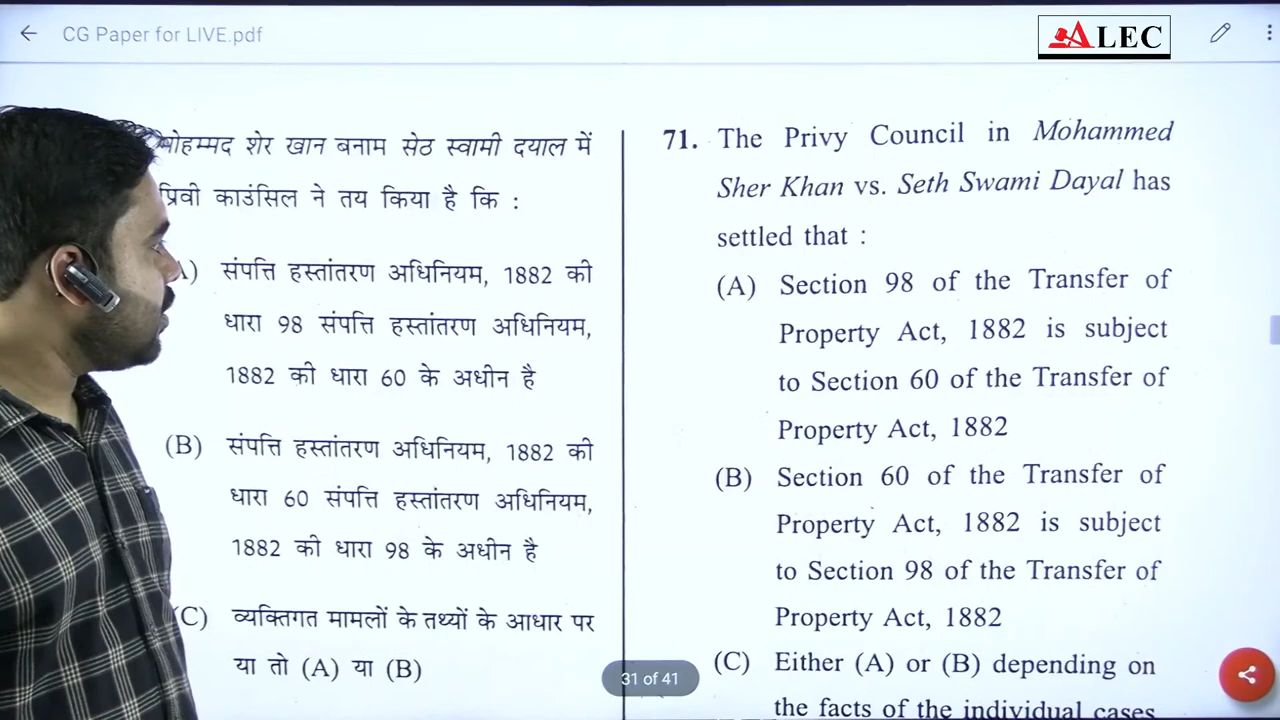 CG Paper for LIVE.pdf
ALEC
मोहम्मद शेर खान बनाम सेठ स्वामी दयाल में
प्रिवी काउंसिल ने तय किया है कि :
संपत्ति हस्तांतरण अधिनियम, 1882 की
धारा 98 संपत्ति हस्तांतरण अधिनियम,
1882 की धारा 60 के अधीन है
(B) संपत्ति हस्तांतरण अधिनियम, 1882 की
धारा 60 संपत्ति हस्तांतरण अधिनियम,
1882 की धारा 98 के अधीन है
(C) व्यक्तिगत मामलों के तथ्यों के आधार पर
या तो (A) या (B)
71. The Privy Council in Mohammed
Sher Khan vs. Seth Swami Dayal has
settled that :
(A) Section 98 of the Transfer of
Property Act, 1882 is subject
to Section 60 of the Transfer of
Property Act, 1882
(B) Section 60 of the Transfer of
Property Act, 1882 is subject
to Section 98 of the Transfer of
Property Act, 1882
(C) Either (A) or (B) depending on
the facts of the individual cases
31 of 41